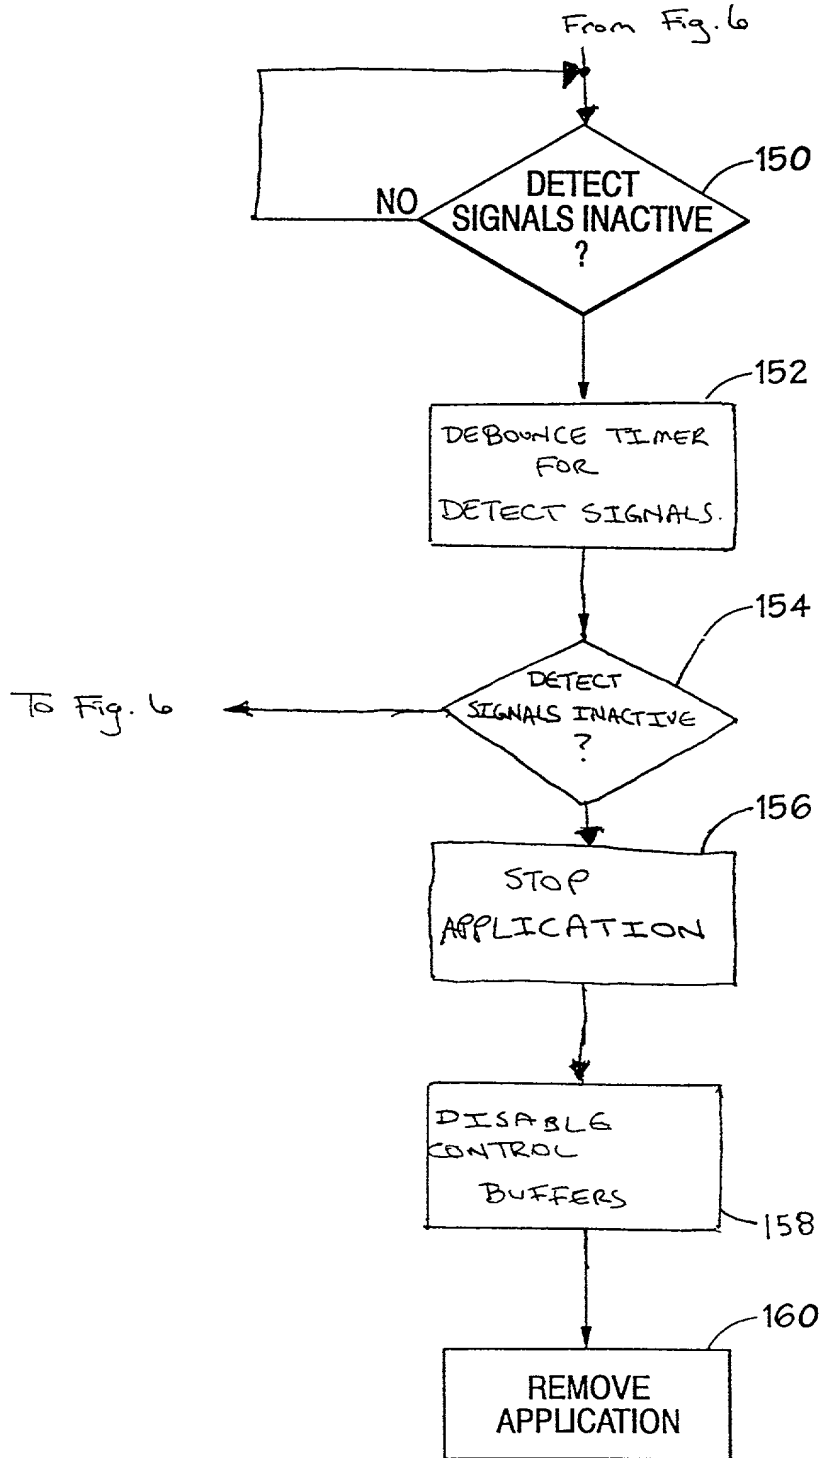 From Fig. 6
150
DETECT
SIGNALS INACTIVE
?
NO
152
DEBOUNCE TIMER
FOR
DETECT SIGNALS.
154
DETECT
SIGNALS INACTIVE
?
To Fig. 6
156
STOP
APPLICATION
DISABLE
CONTROL
BUFFERS
158
160
REMOVE
APPLICATION